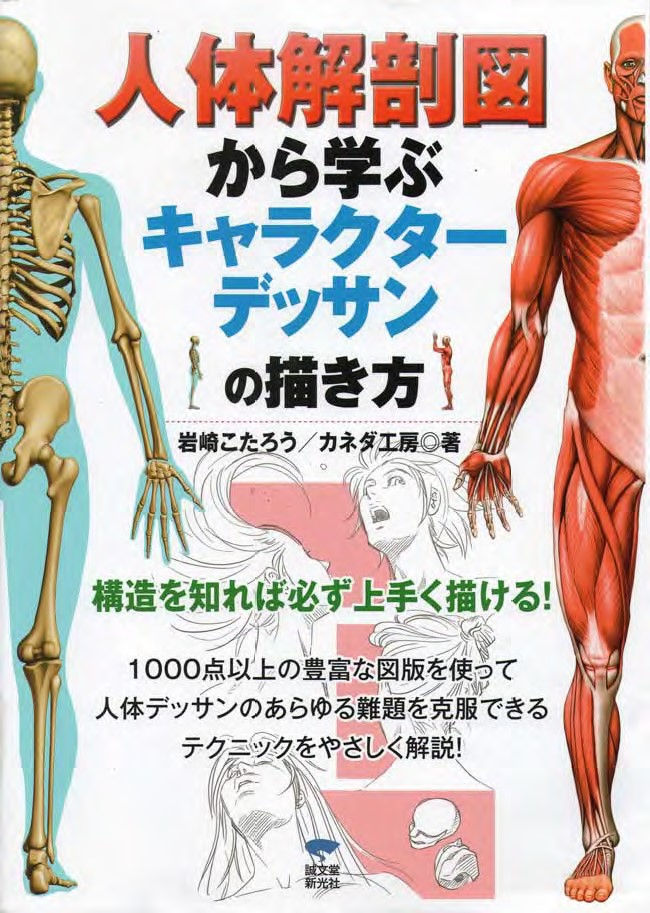 人体解剖図
から学ぶ
キャラクター
デッサン
の描き方
岩崎こたろう／カネダ工房◎著
構造を知れば必ず上手く描ける！
1000点以上の豊富な図版を使って
人体デッサンのあらゆる難題を克服できる
テクニックをやさしく解説！
誠文堂
新光社